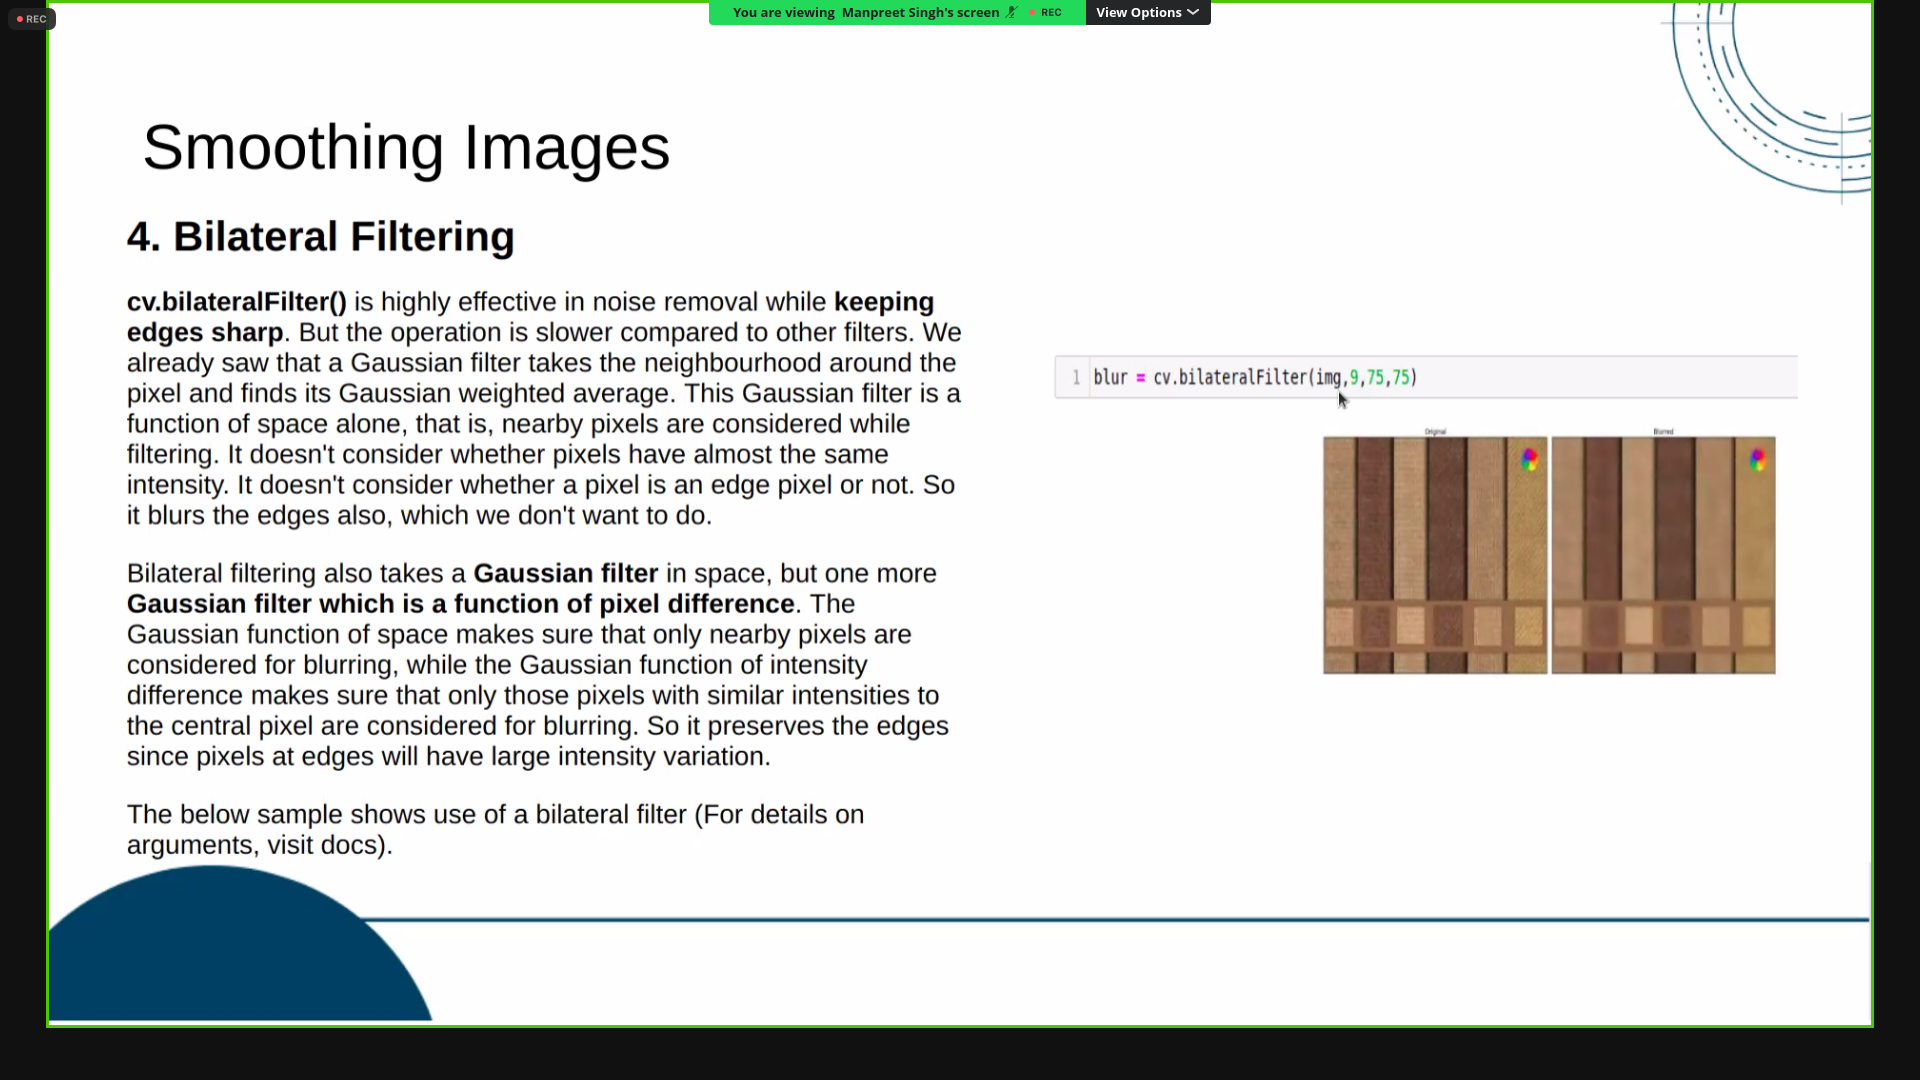 REC
You are viewing Manpreet Singh's screen REC View Options
Smoothing Images
4. Bilateral Filtering
cv.bilateralFilter() is highly effective in noise removal while keeping
edges sharp. But the operation is slower compared to other filters. We
already saw that a Gaussian filter takes the neighbourhood around the
pixel and finds its Gaussian weighted average. This Gaussian filter is a
function of space alone, that is, nearby pixels are considered while
filtering. It doesn't consider whether pixels have almost the same
intensity. It doesn't consider whether a pixel is an edge pixel or not. So
it blurs the edges also, which we don't want to do.
Bilateral filtering also takes a Gaussian filter in space, but one more
Gaussian filter which is a function of pixel difference. The
Gaussian function of space makes sure that only nearby pixels are
considered for blurring, while the Gaussian function of intensity
difference makes sure that only those pixels with similar intensities to
the central pixel are considered for blurring. So it preserves the edges
since pixels at edges will have large intensity variation.
The below sample shows use of a bilateral filter (For details on
arguments, visit docs).
1 blur = cv.bilateralFilter(img,9,75,75)
Original
Blurred